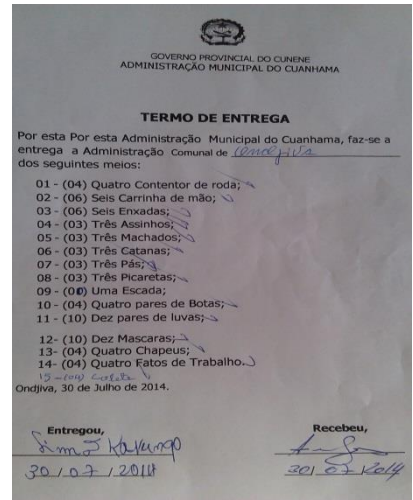 GOVERNO PROVINCIAL DO CUNENE
ADMINISTRAÇÃO MUNICIPAL DO CUANHAMA
TERMO DE ENTREGA
Por esta Por esta Administração Municipal do Cuanhama, faz-se a
entrega a Administração Comunal de Ondjiva
dos seguintes meios:
01 - (04) Quatro Contentor de roda;
02 - (06) Seis Carrinha de mão;
03 - (06) Seis Enxadas;
04 - (03) Três Assinhos;
05 - (03) Três Machados;
06 - (03) Três Catanas;
07 - (03) Três Pás;
08 - (03) Três Picaretas;
09 - (00) Uma Escada;
10 - (04) Quatro pares de Botas;
11 - (10) Dez pares de luvas;
12- (10) Dez Mascaras;
13- (04) Quatro Chapeus;
14- (04) Quatro Fatos de Trabalho.
15 - (04)
Ondjiva, 30 de Julho de 2014.
Entregou,
Kavungo
30/07/2014
Recebeu,
30/07/2014